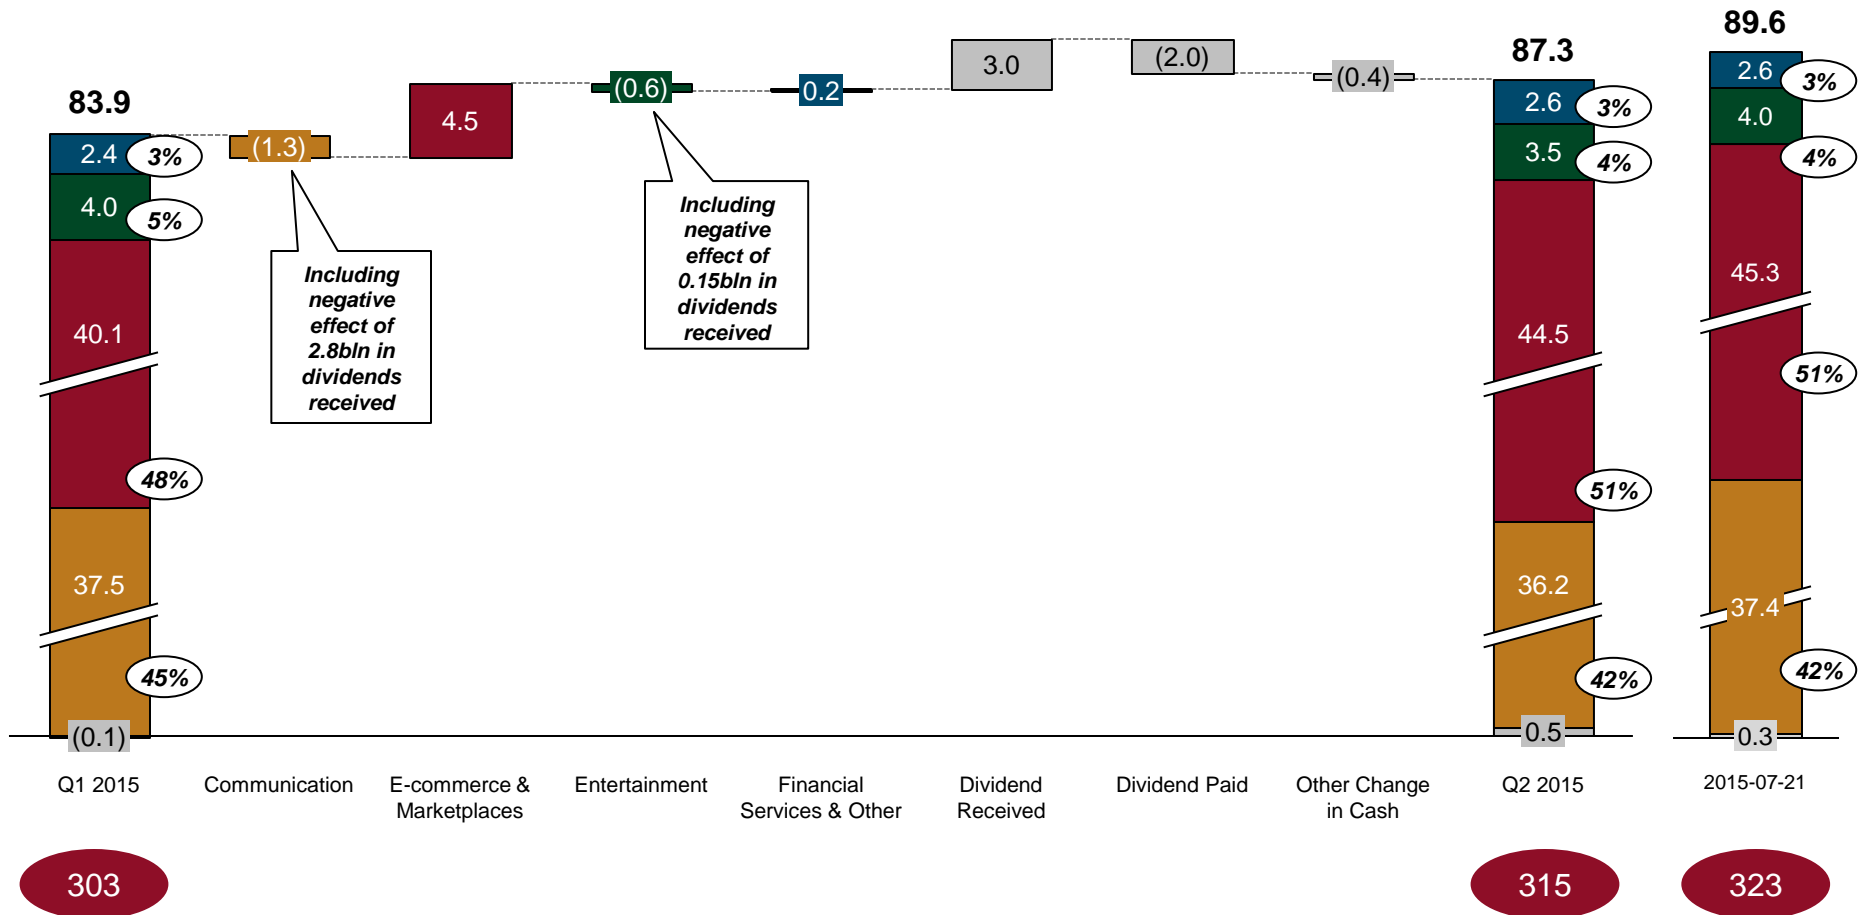 83.9
2.4
3%
4.0
5%
40.1
48%
37.5
45%
(0.1)
(1.3)
Including
negative
effect of
2.8bln in
dividends
received
4.5
(0.6)
Including
negative
effect of
0.15bln in
dividends
received
0.2
3.0
(2.0)
(0.4)
87.3
2.6
3%
3.5
4%
44.5
51%
36.2
42%
0.5
89.6
2.6
3%
4.0
4%
45.3
51%
37.4
42%
0.3
Q1 2015
Communication
E-commerce &
Marketplaces
Entertainment
Financial
Services & Other
Dividend
Received
Dividend Paid
Other Change
in Cash
Q2 2015
2015-07-21
303
315
323